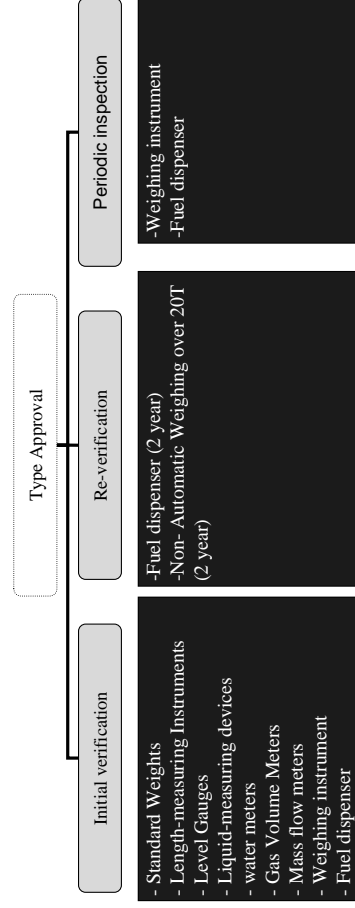 Type Approval
Initial verification
- Standard Weights
- Length-measuring Instruments
- Level Gauges
- Liquid-measuring devices
- water meters
- Gas Volume Meters
- Mass flow meters
- Weighing instrument
- Fuel dispenser
Re-verification
-Fuel dispenser (2 year)
-Non- Automatic Weighing over 20T
(2 year)
Periodic inspection
-Weighing instrument
-Fuel dispenser